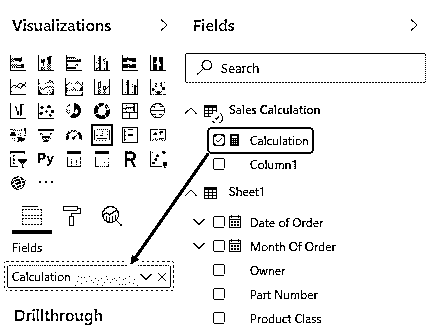 Visualizations
Fields
Search
Sales Calculation
Calculation
Column1
Sheet1
Date of Order
Month Of Order
Owner
Part Number
Product Class
Py
R
Fields
Calculation
Drillthrough